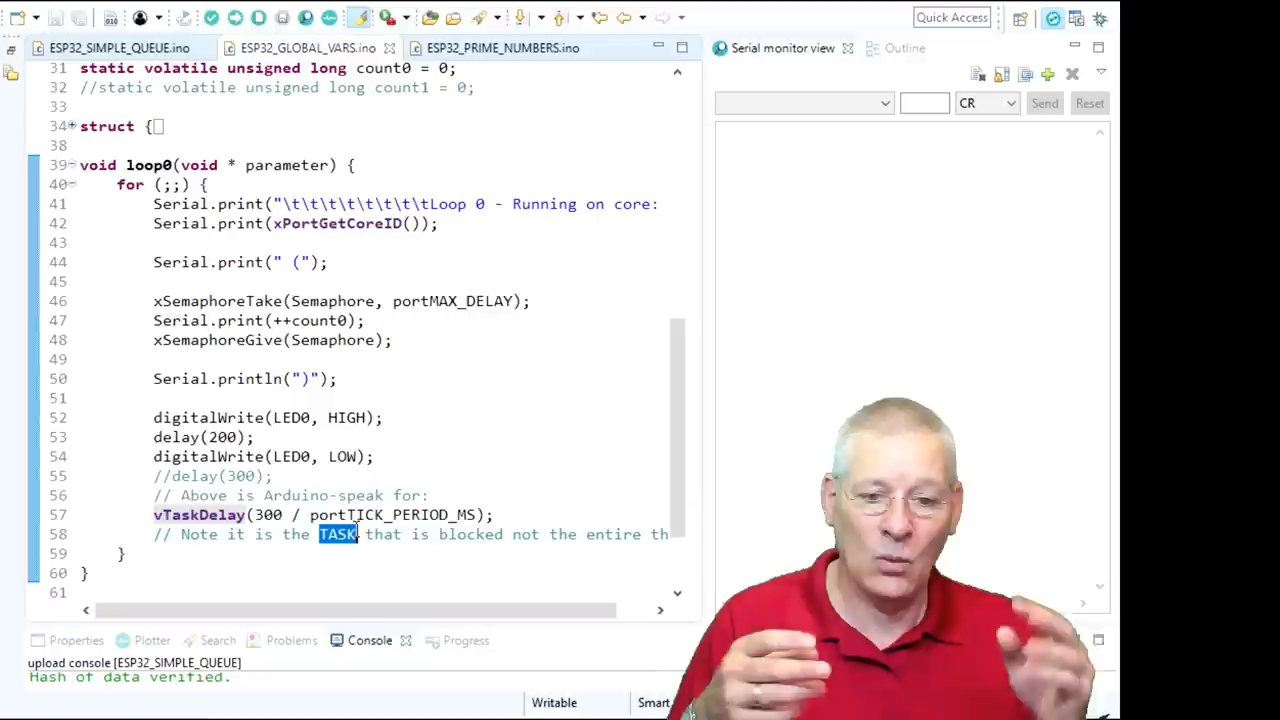 Quick Access
ESP32_SIMPLE_QUEUE.ino
ESP32_GLOBAL_VARS.ino
ESP32_PRIME_NUMBERS.ino
Serial monitor view
Outline
CR
Send
Reset
31 static volatile unsigned long count0 = 0;
32 //static volatile unsigned long count1 = 0;
33
34 struct {
38
39 void loop0(void * parameter) {
40 for (;;) {
41 Serial.print("\t\t\t\t\t\t\t\tLoop 0 - Running on core:
42 Serial.print(xPortGetCoreID());
43
44 Serial.print(" (");
45
46 xSemaphoreTake(Semaphore, portMAX_DELAY);
47 Serial.print(++count0);
48 xSemaphoreGive(Semaphore);
49
50 Serial.println(")");
51
52 digitalWrite(LED0, HIGH);
53 delay(200);
54 digitalWrite(LED0, LOW);
55 //delay(300);
56 // Above is Arduino-speak for:
57 vTaskDelay(300 / portTICK_PERIOD_MS);
58 // Note it is the TASK that is blocked not the entire th
59 }
60 }
61
Properties
Plotter
Search
Problems
Console
Progress
upload console [ESP32_SIMPLE_QUEUE]
Hash of data verified.
Writable
Smart